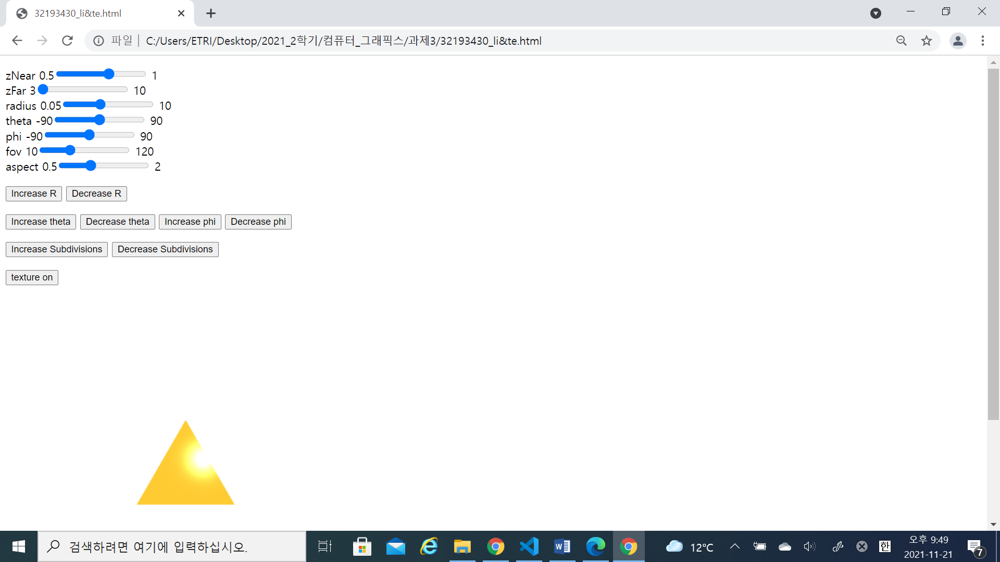 32193430_li&te.html
파일 C:/Users/ETRI/Desktop/2021_2학기/컴퓨터_그래픽스/과제3/32193430_li&te.html
zNear 0.5 1
zFar 3 10
radius 0.05 10
theta -90 90
phi -90 90
fov 10 120
aspect 0.5 2
Increase R Decrease R
Increase theta Decrease theta Increase phi Decrease phi
Increase Subdivisions Decrease Subdivisions
texture on
검색하려면 여기에 입력하십시오.
12°C
한
오후 9:49
2021-11-21
7